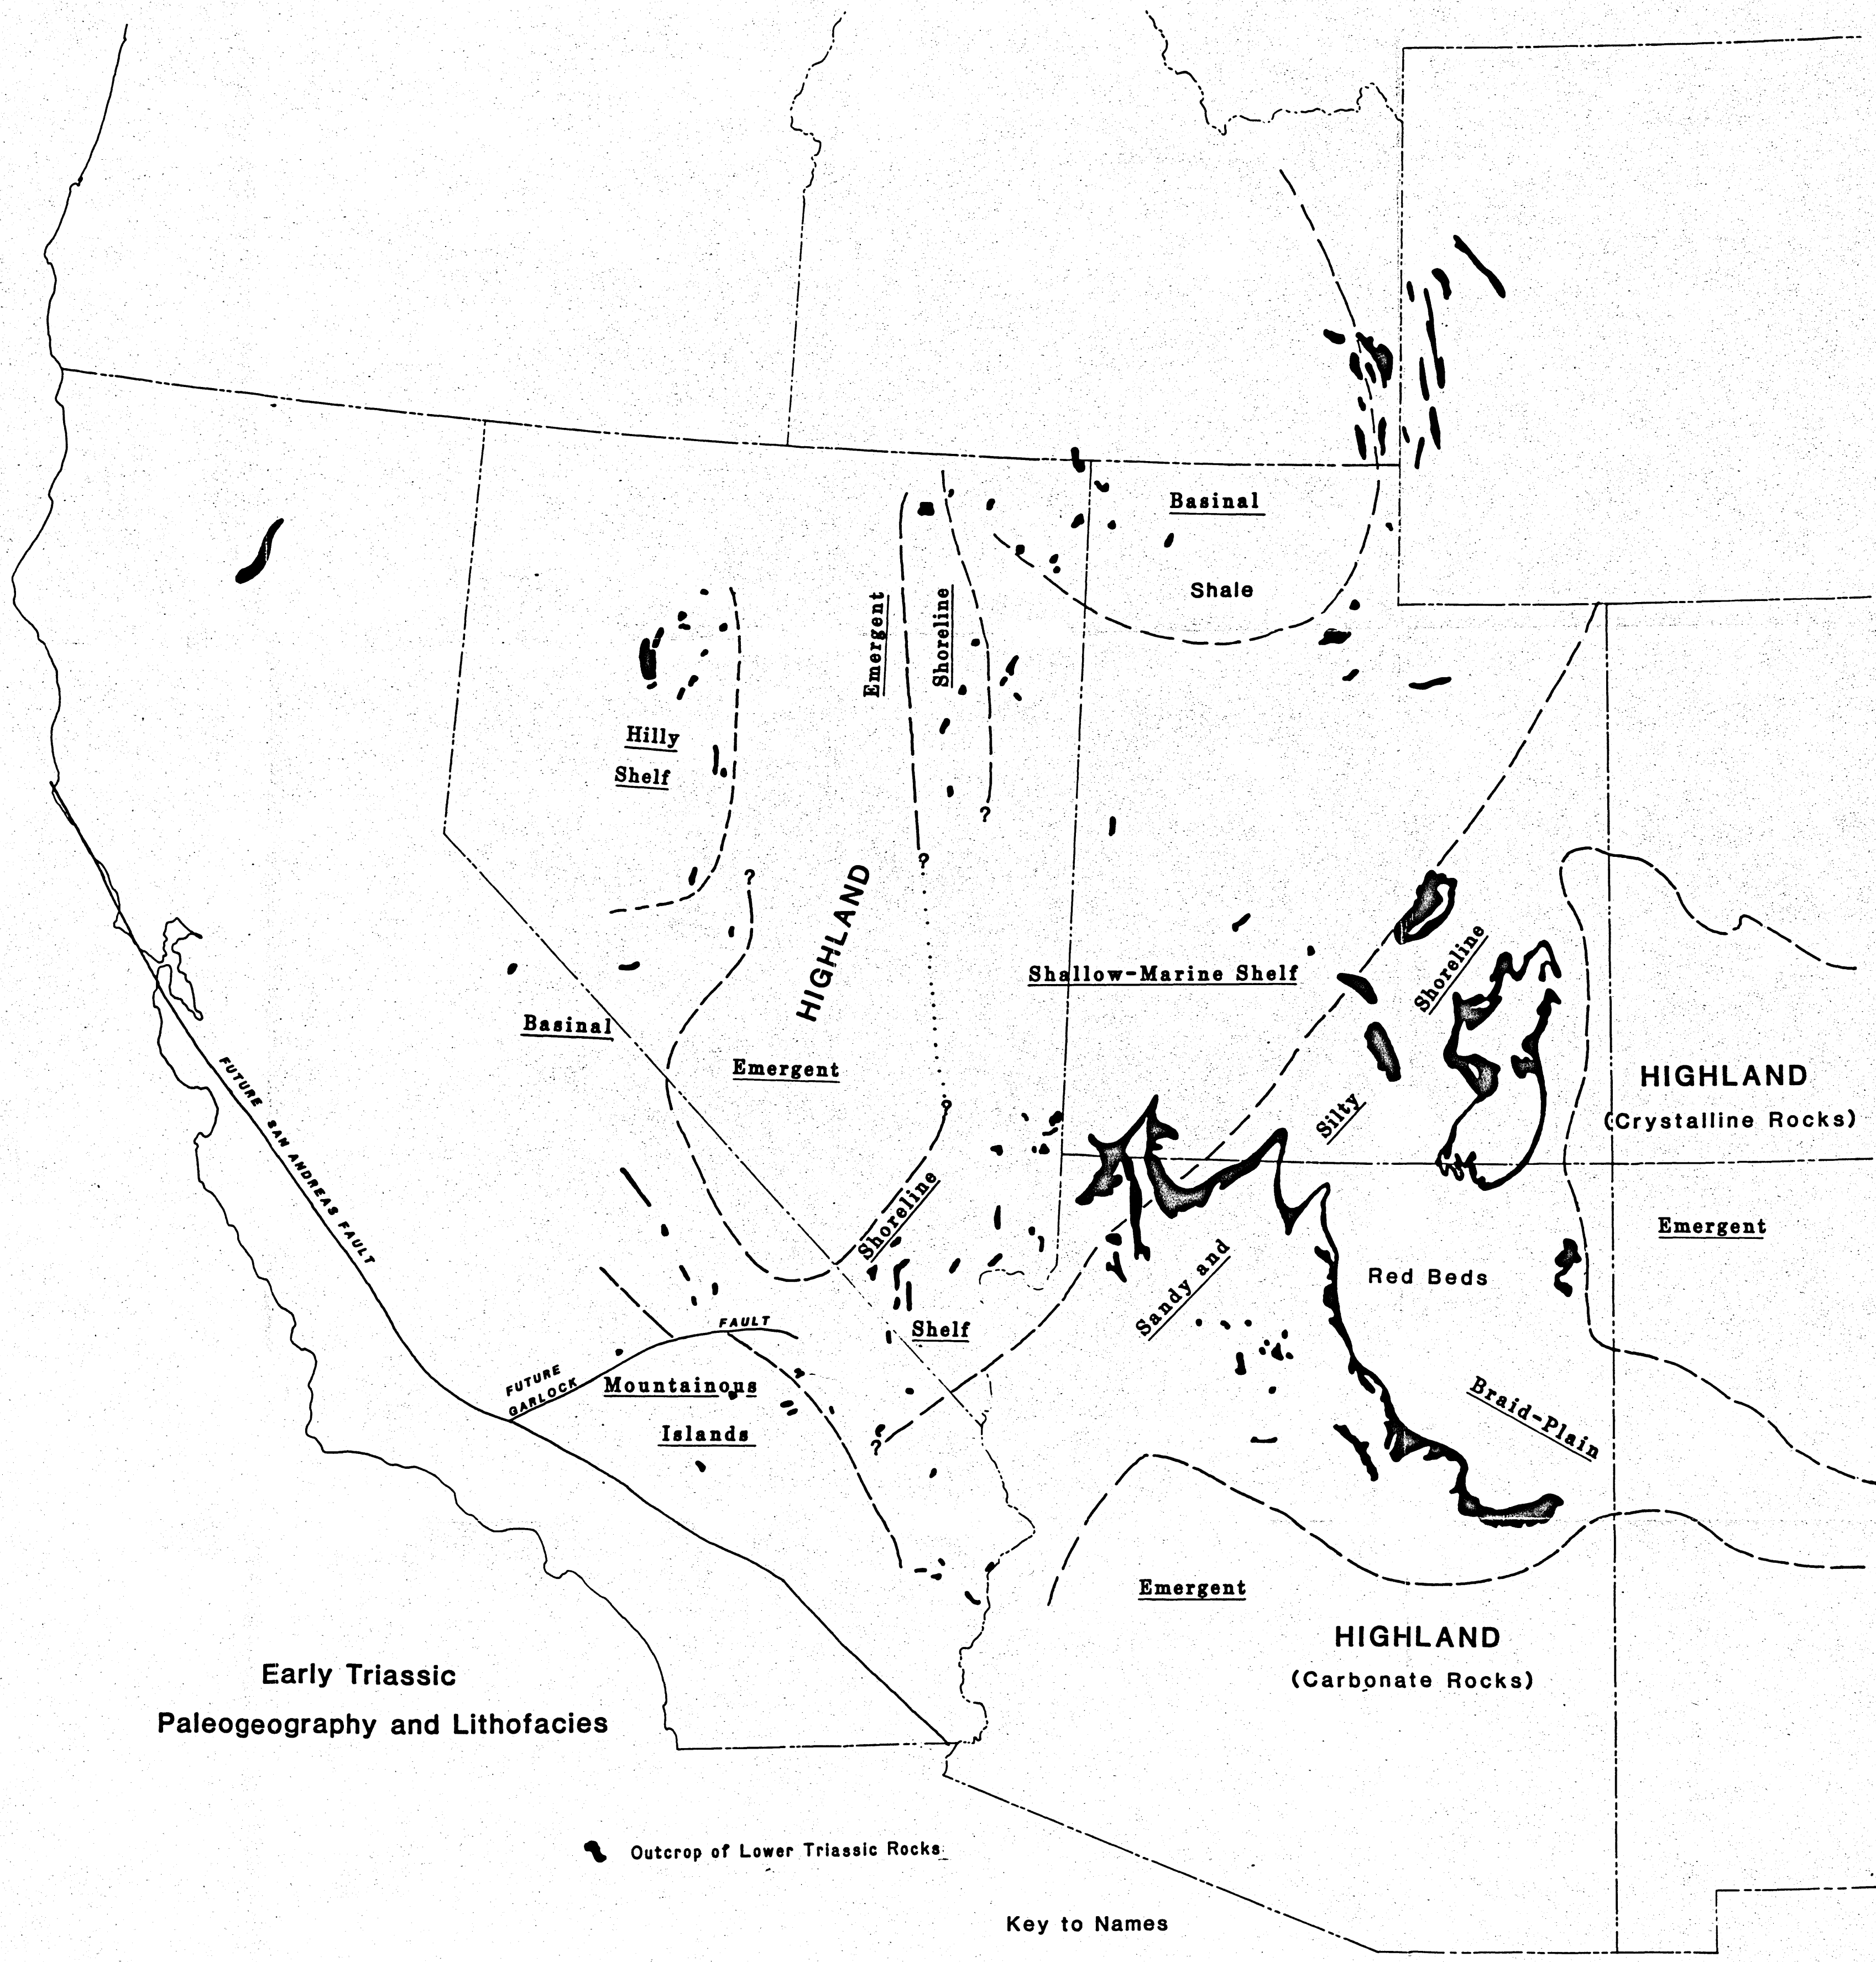 Basinal
Shale
Emergent
Shoreline
Hilly
Shelf
HIGHLAND
Shallow-Marine Shelf
Shoreline
Basinal
Emergent
HIGHLAND
(Crystalline Rocks)
Silty
FUTURE SAN ANDREAS FAULT
Shoreline
Emergent
Sandy and
Red Beds
Shelf
FAULT
FUTURE
GARLOCK
Mountainous
Islands
Braid-Plain
Emergent
HIGHLAND
(Carbonate Rocks)
Early Triassic
Paleogeography and Lithofacies
Outcrop of Lower Triassic Rocks
Key to Names
?
?
?
?
?